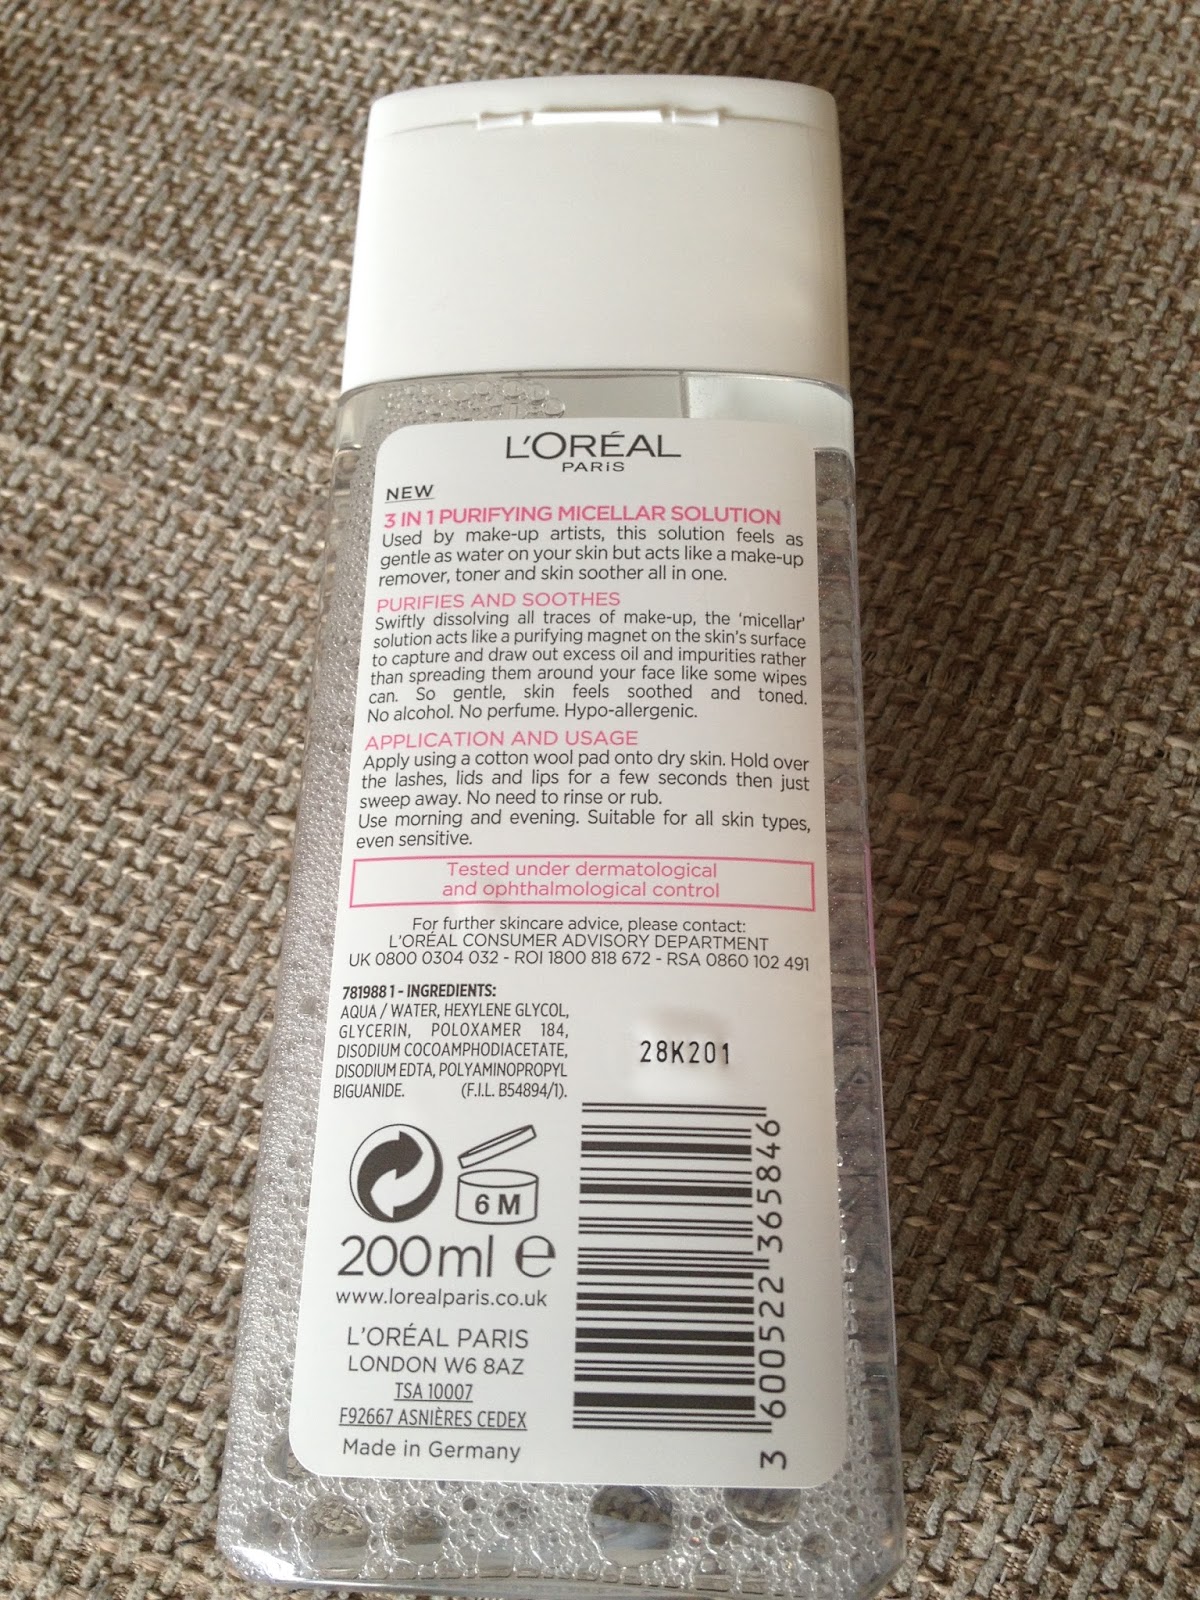 L'ORÉAL
PARIS
NEW
3 IN 1 PURIFYING MICELLAR SOLUTION
Used by make-up artists, this solution feels as
gentle as water on your skin but acts like a make-up
remover, toner and skin soother all in one.
PURIFIES AND SOOTHES
Swiftly dissolving all traces of make-up, the 'micellar'
solution acts like a purifying magnet on the skin's surface
to capture and draw out excess oil and impurities rather
than spreading them around your face like some wipes
can. So gentle, skin feels soothed and toned.
No alcohol. No perfume. Hypo-allergenic.
APPLICATION AND USAGE
Apply using a cotton wool pad onto dry skin. Hold over
the lashes, lids and lips for a few seconds then just
sweep away. No need to rinse or rub.
Use morning and evening. Suitable for all skin types,
even sensitive.
Tested under dermatological
and ophthalmological control
For further skincare advice, please contact:
L'ORÉAL CONSUMER ADVISORY DEPARTMENT
UK 0800 0304 032 - ROI 1800 818 672 - RSA 0860 102 491
781988 1 - INGREDIENTS:
AQUA / WATER, HEXYLENE GLYCOL,
GLYCERIN, POLOXAMER 184,
DISODIUM COCOAMPHODIACETATE,
DISODIUM EDTA, POLYAMINOPROPYL
BIGUANIDE. (F.I.L. B54894/1).
28K201
6 M
200ml e
www.lorealparis.co.uk
L'ORÉAL PARIS
LONDON W6 8AZ
TSA 10007
F92667 ASNIÈRES CEDEX
Made in Germany
3 600522 365846